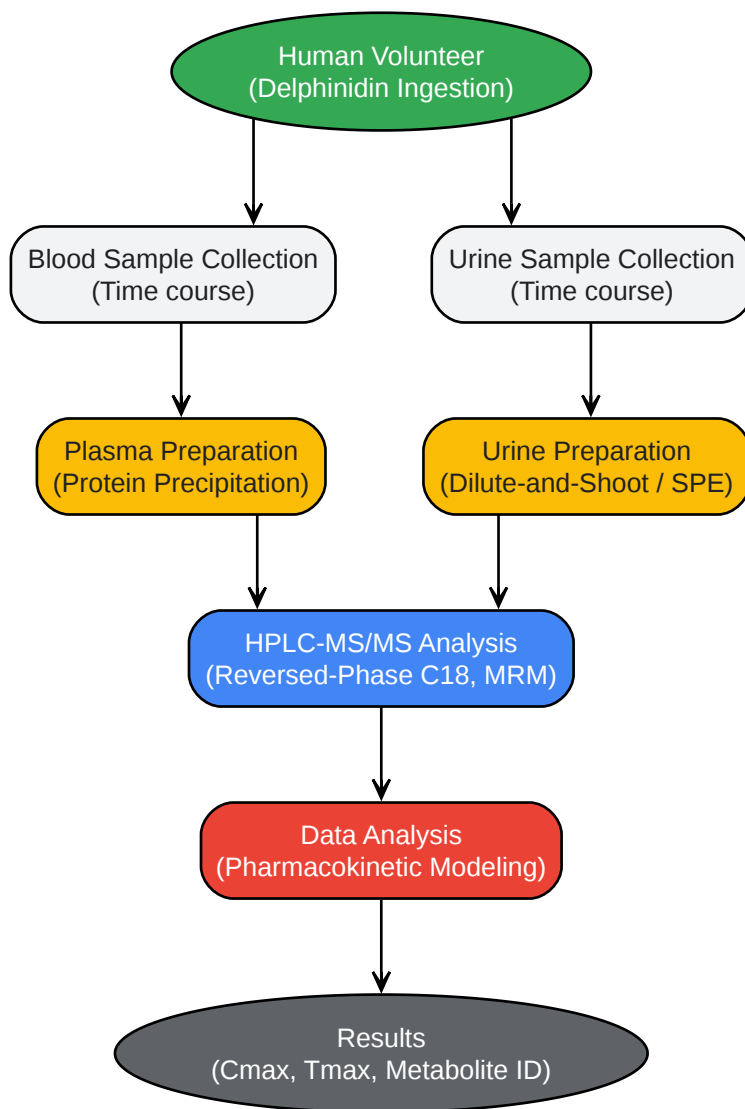 Human Volunteer
(Delphinidin Ingestion)
Blood Sample Collection
(Time course)
Urine Sample Collection
(Time course)
Plasma Preparation
(Protein Precipitation)
Urine Preparation
(Dilute-and-Shoot / SPE)
HPLC-MS/MS Analysis
(Reversed-Phase C18, MRM)
Data Analysis
(Pharmacokinetic Modeling)
Results
(Cmax, Tmax, Metabolite ID)